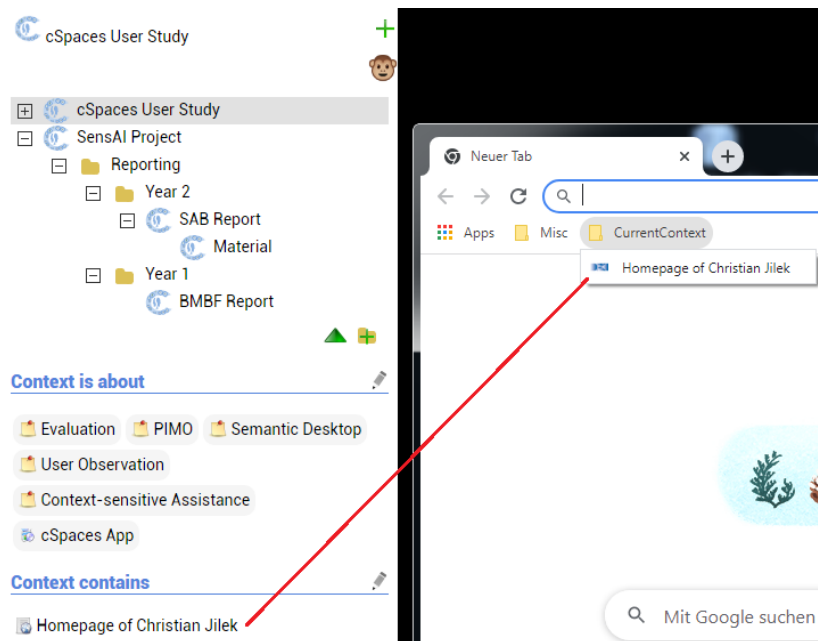 cSpaces User Study
cSpaces User Study
SensAI Project
Reporting
Year 2
SAB Report
Material
Year 1
BMBF Report
Context is about
Evaluation PIMO Semantic Desktop
User Observation
Context-sensitive Assistance
cSpaces App
Context contains
Homepage of Christian Jilek
Neuer Tab
Apps Misc CurrentContext
Homepage of Christian Jilek
Mit Google suchen